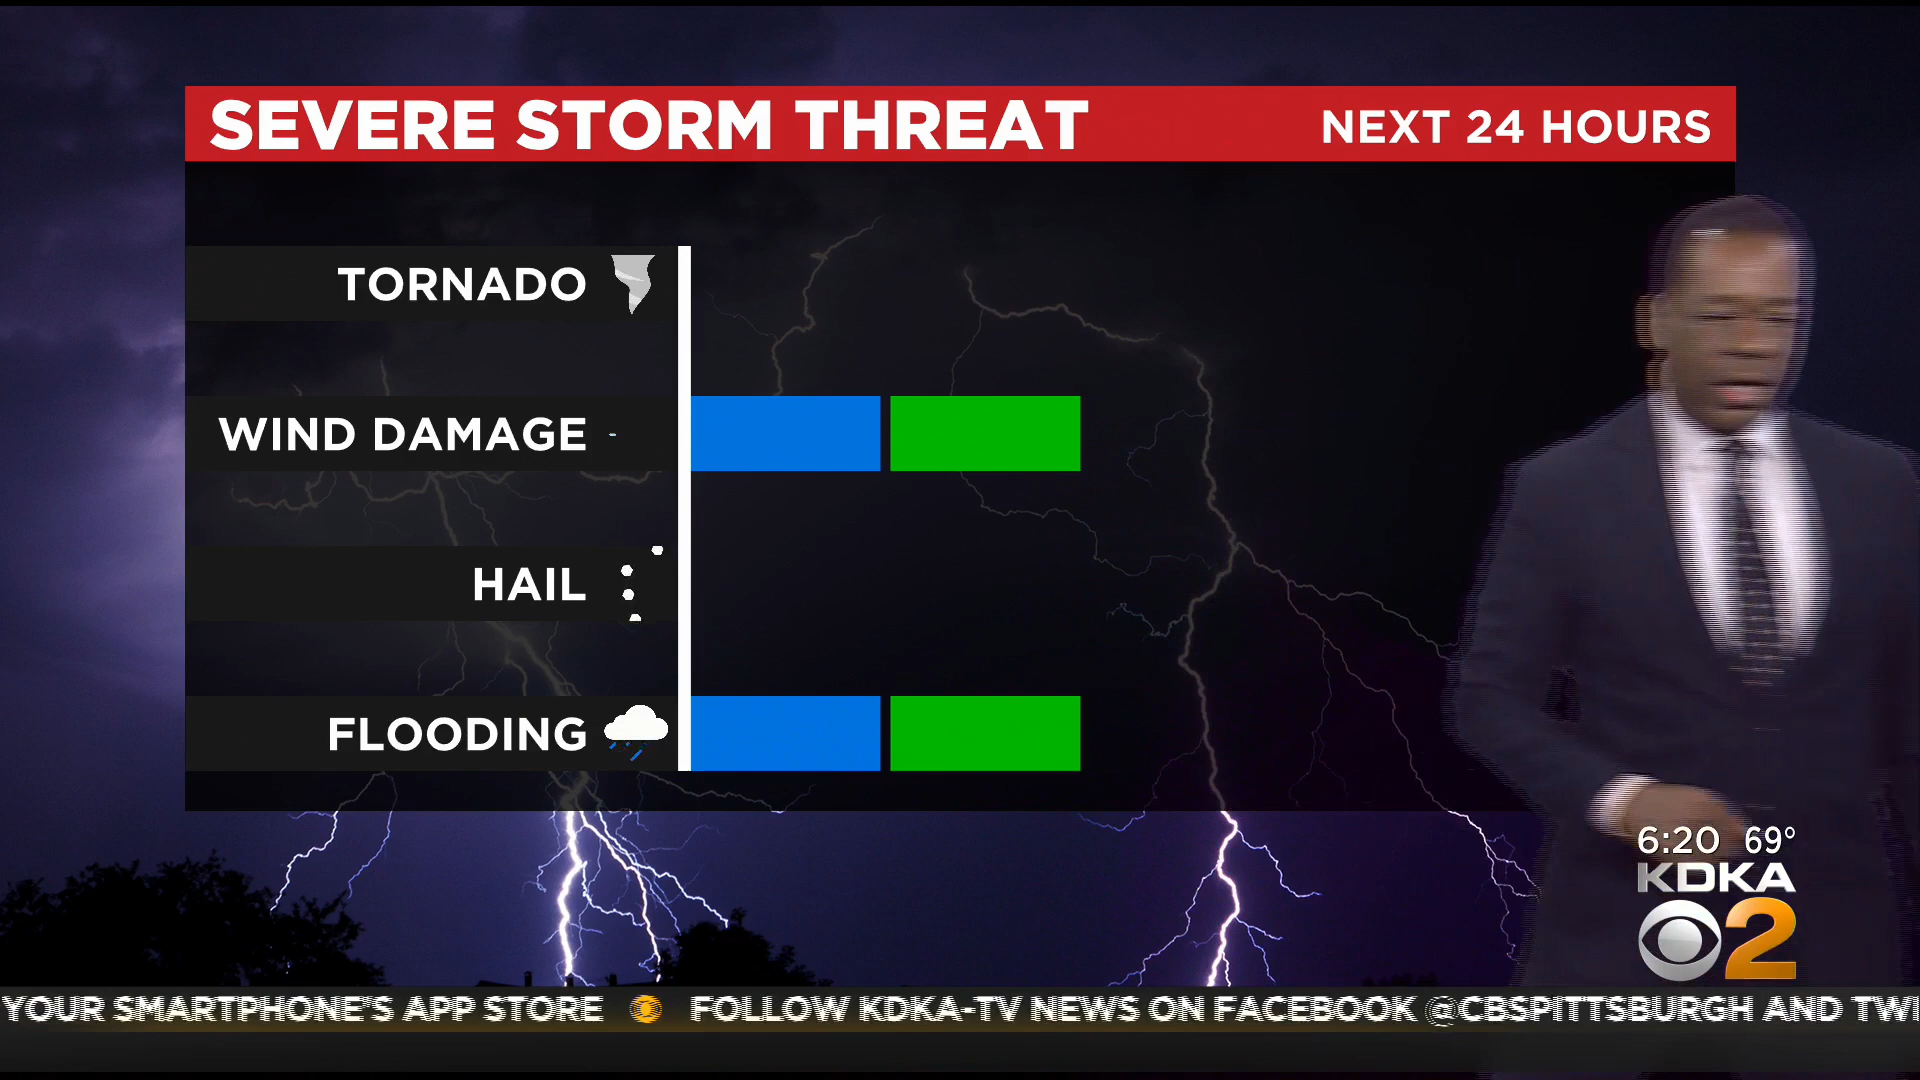 SEVERE STORM THREAT NEXT 24 HOURS
TORNADO
WIND DAMAGE
HAIL
FLOODING
6:20 69°
KDKA
2
YOUR SMARTPHONE'S APP STORE FOLLOW KDKA-TV NEWS ON FACEBOOK @CBSPITTSBURGH AND TWI